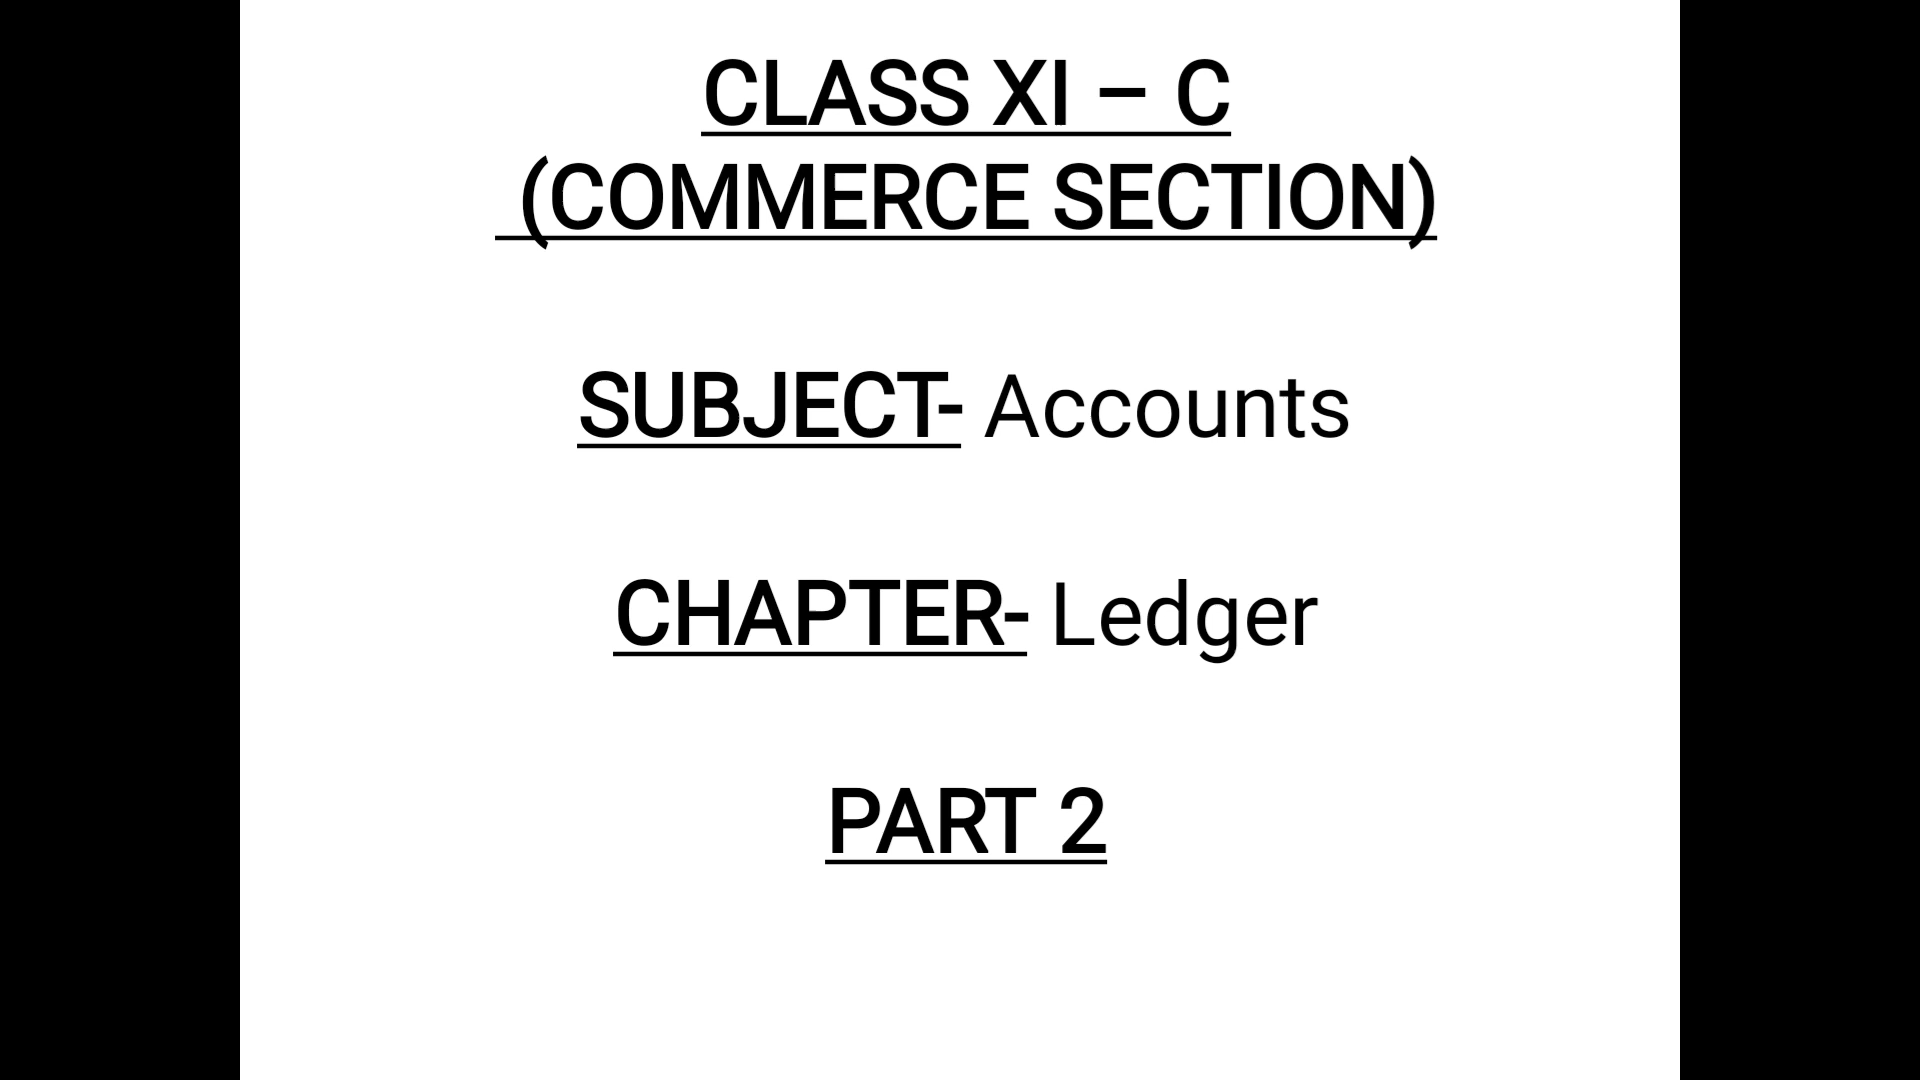 CLASS XI – C
(COMMERCE SECTION)
SUBJECT- Accounts
CHAPTER- Ledger
PART 2